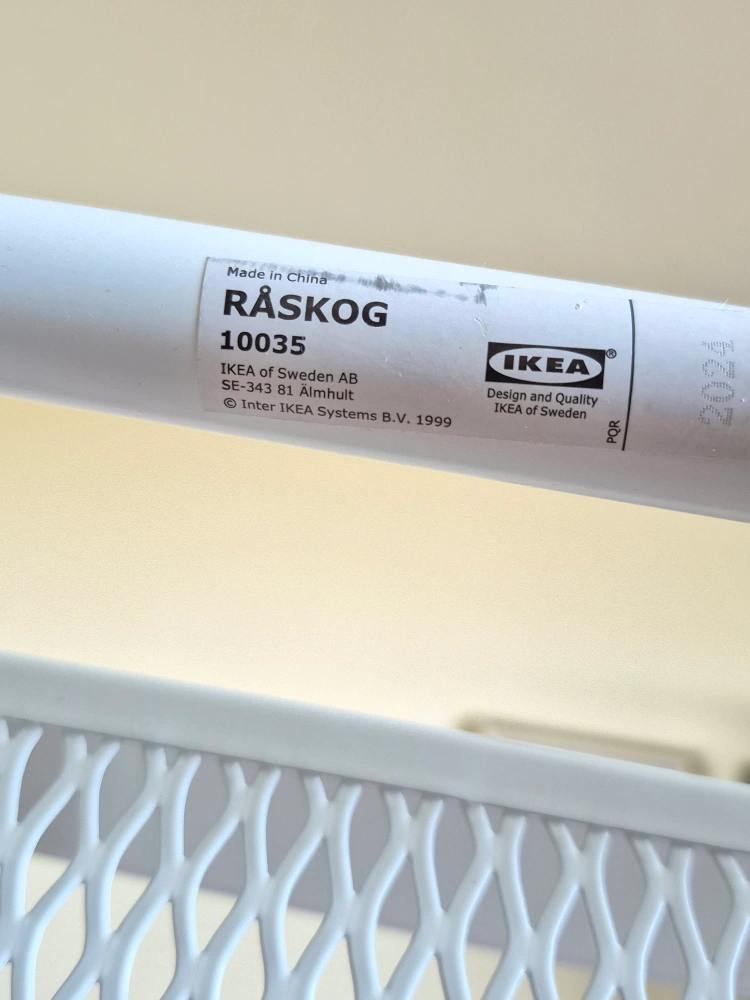 Made in China
RÅSKOG
10035
IKEA of Sweden AB
SE-343 81 Älmhult
© Inter IKEA Systems B.V. 1999
IKEA®
Design and Quality
IKEA of Sweden
PQR
2021